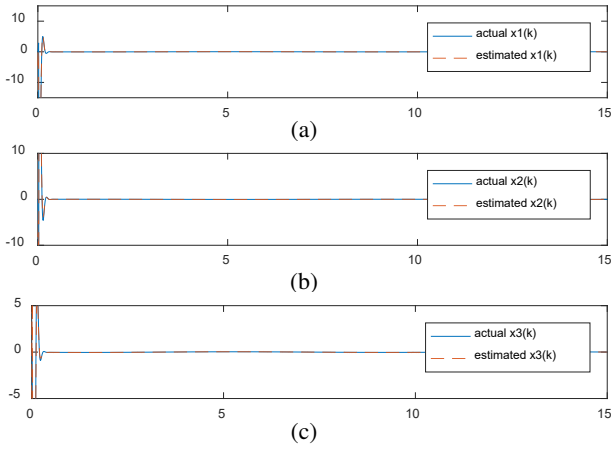 10
0
-10
actual x1(k)
estimated x1(k)
0
5
10
15
(a)
10
0
-10
actual x2(k)
estimated x2(k)
0
5
10
15
(b)
5
0
-5
actual x3(k)
estimated x3(k)
0
5
10
15
(c)